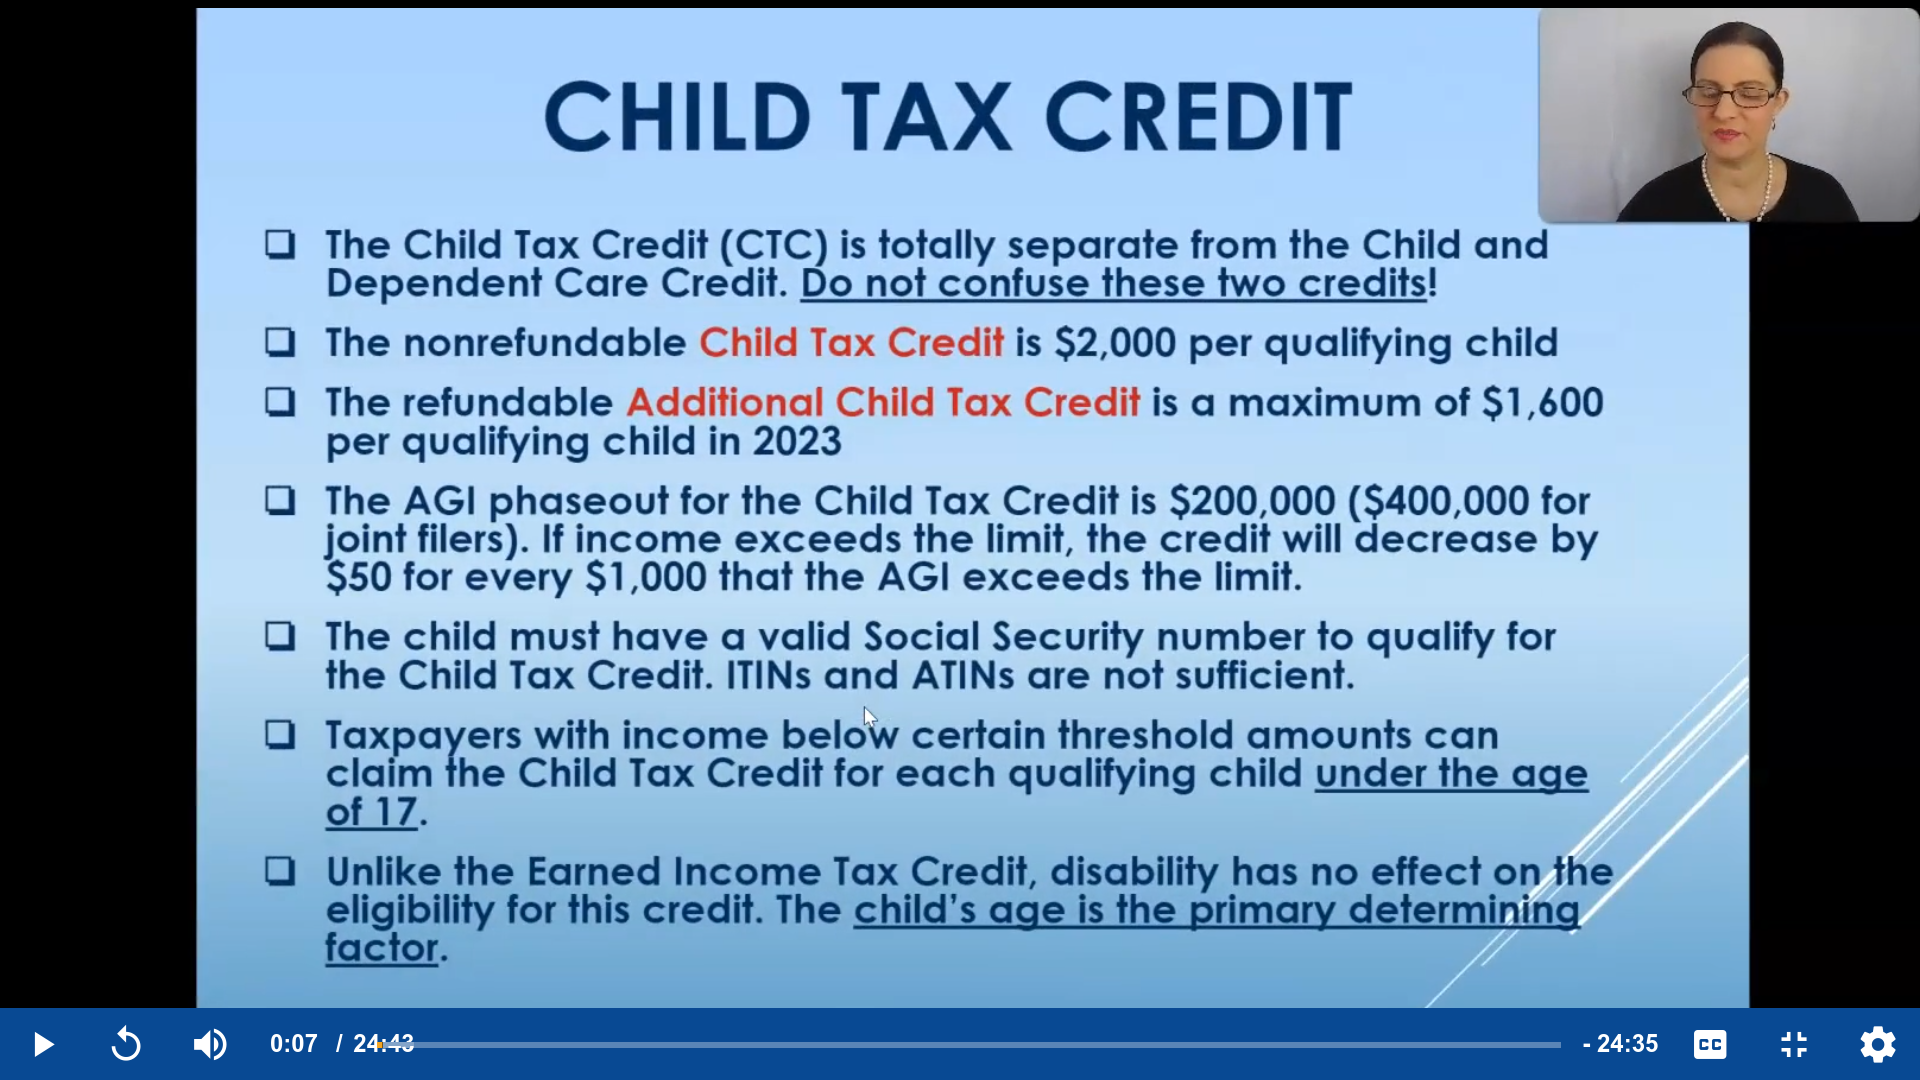 CHILD TAX CREDIT
❑ The Child Tax Credit (CTC) is totally separate from the Child and
Dependent Care Credit. Do not confuse these two credits!
❑ The nonrefundable Child Tax Credit is $2,000 per qualifying child
❑ The refundable Additional Child Tax Credit is a maximum of $1,600
per qualifying child in 2023
❑ The AGI phaseout for the Child Tax Credit is $200,000 ($400,000 for
joint filers). If income exceeds the limit, the credit will decrease by
$50 for every $1,000 that the AGI exceeds the limit.
❑ The child must have a valid Social Security number to qualify for
the Child Tax Credit. ITINs and ATINs are not sufficient.
❑ Taxpayers with income below certain threshold amounts can
claim the Child Tax Credit for each qualifying child under the age
of 17.
❑ Unlike the Earned Income Tax Credit, disability has no effect on the
eligibility for this credit. The child’s age is the primary determining
factor.
0:07 / 24:43 - 24:35 CC